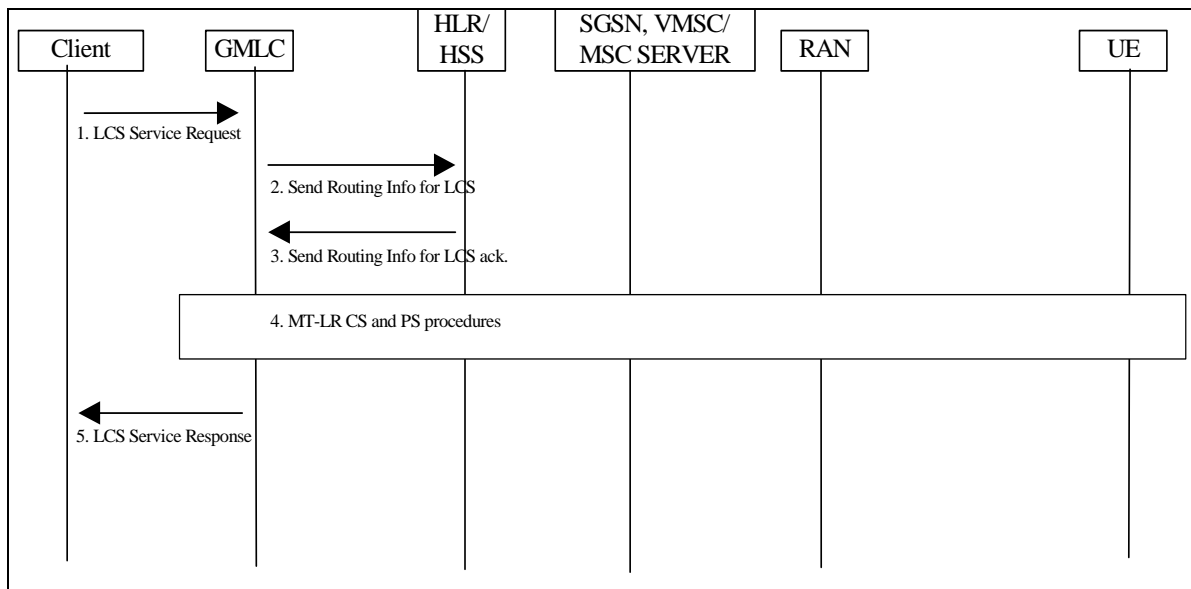 Client
GMLC
HLR/
HSS
SGSN, VMSC/
MSC SERVER
RAN
UE
1. LCS Service Request
2. Send Routing Info for LCS
3. Send Routing Info for LCS ack.
4. MT-LR CS and PS procedures
5. LCS Service Response